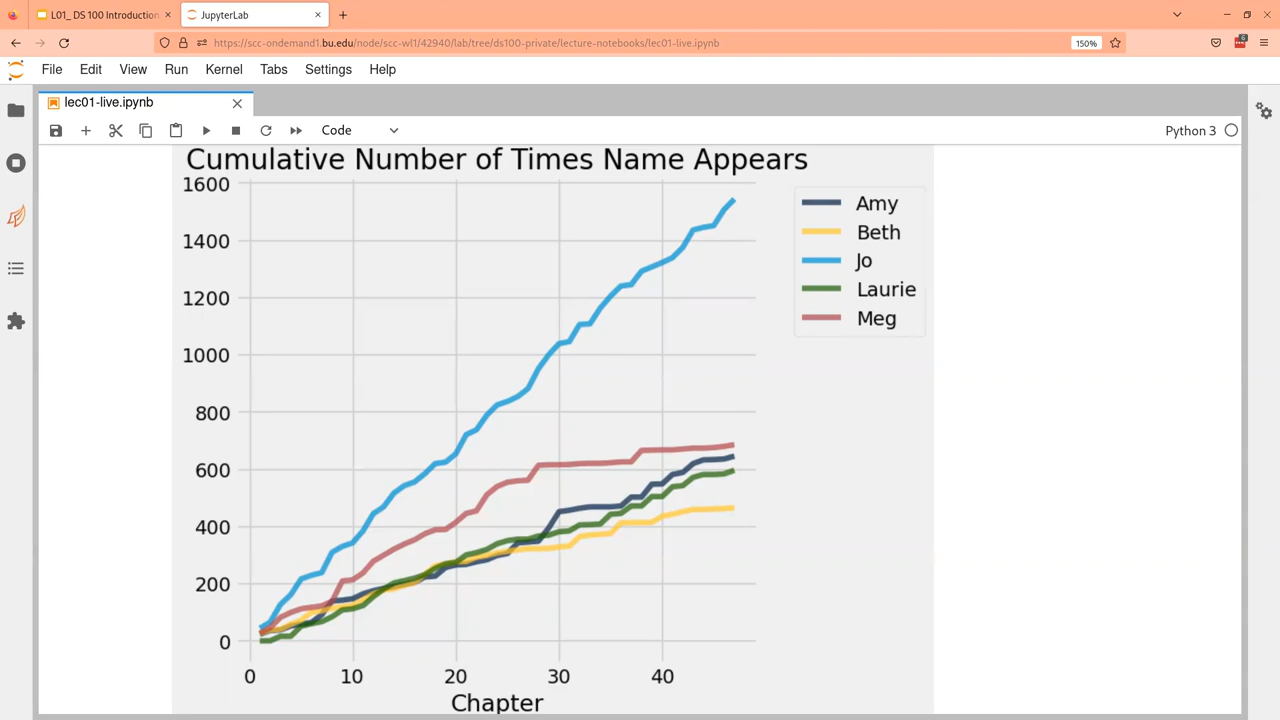 L01_ DS 100 Introduction
JupyterLab
https://scc-ondemand1.bu.edu/node/scc-wl1/42940/lab/tree/ds100-private/lecture-notebooks/lec01-live.ipynb
150%
6
File Edit View Run Kernel Tabs Settings Help
lec01-live.ipynb
Code
Python 3
Cumulative Number of Times Name Appears
1600
1400
1200
1000
800
600
400
200
0
0 10 20 30 40
Chapter
Amy
Beth
Jo
Laurie
Meg